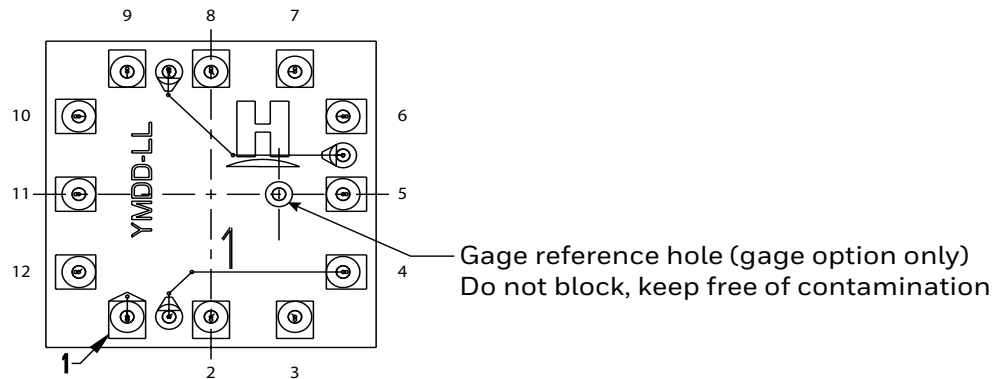 9 8 7
10 6
YMDD-LL
H
11 5
Gage reference hole (gage option only)
1
12 4
Do not block, keep free of contamination
1
2 3